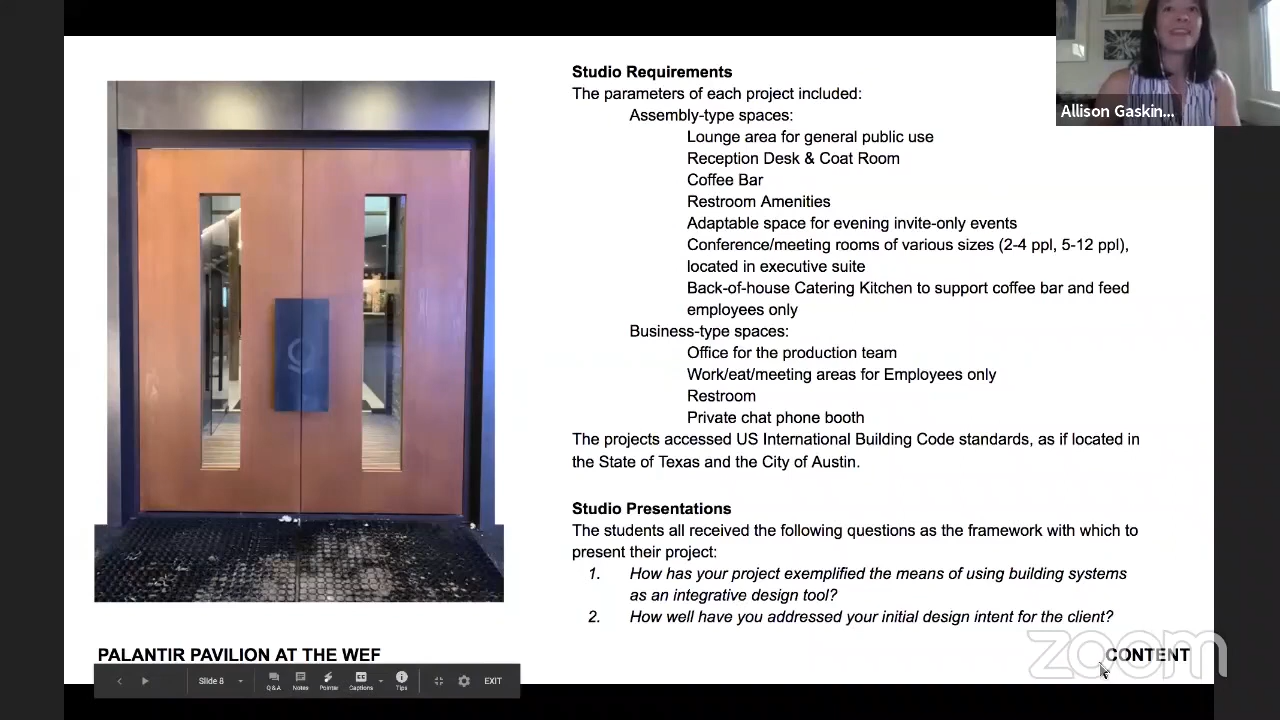 Studio Requirements
The parameters of each project included:
Assembly-type spaces:
Lounge area for general public use
Reception Desk & Coat Room
Coffee Bar
Restroom Amenities
Adaptable space for evening invite-only events
Conference/meeting rooms of various sizes (2-4 ppl, 5-12 ppl),
located in executive suite
Back-of-house Catering Kitchen to support coffee bar and feed
employees only
Business-type spaces:
Office for the production team
Work/eat/meeting areas for Employees only
Restroom
Private chat phone booth
The projects accessed US International Building Code standards, as if located in
the State of Texas and the City of Austin.
Studio Presentations
The students all received the following questions as the framework with which to
present their project:
1. How has your project exemplified the means of using building systems
as an integrative design tool?
2. How well have you addressed your initial design intent for the client?
PALANTIR PAVILION AT THE WEF
CONTENT
zoom
Allison Gaskin...
Slide 8
Q&A
Notes
Pointer
Captions
Tips
EXIT